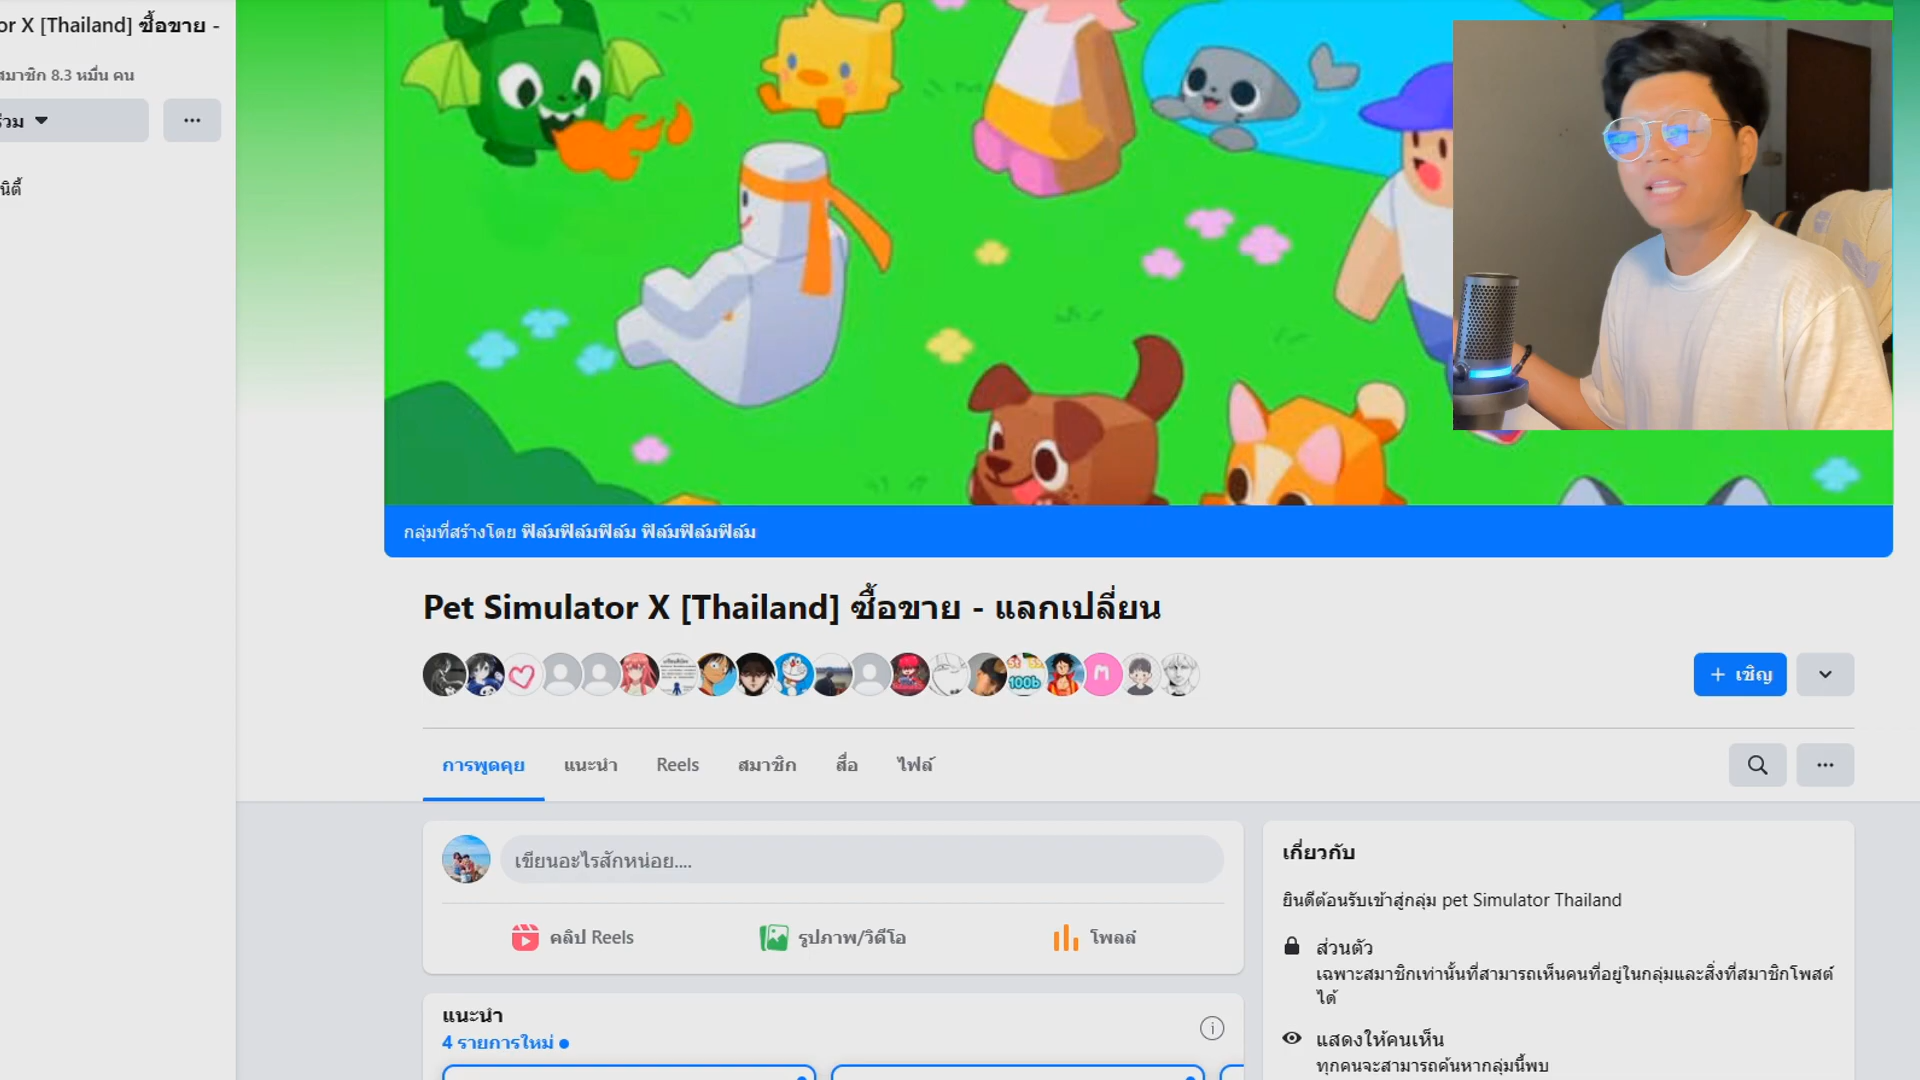 or X [Thailand] ซื้อขาย -
สมาชิก 8.3 หมื่น คน
ร่วม
นิตี้
กลุ่มที่สร้างโดย ฟิล์มฟิล์มฟิล์ม ฟิล์มฟิล์มฟิล์ม
Pet Simulator X [Thailand] ซื้อขาย - แลกเปลี่ยน
100b
M
+ เชิญ
การพูดคุย แนะนำ Reels สมาชิก สื่อ ไฟล์
เขียนอะไรสักหน่อย....
คลิป Reels รูปภาพ/วิดีโอ โพลล์
แนะนำ
4 รายการใหม่
เกี่ยวกับ
ยินดีต้อนรับเข้าสู่กลุ่ม pet Simulator Thailand
ส่วนตัว
เฉพาะสมาชิกเท่านั้นที่สามารถเห็นคนที่อยู่ในกลุ่มและสิ่งที่สมาชิกโพสต์
ได้
แสดงให้คนเห็น
ทุกคนจะสามารถค้นหากลุ่มนี้พบ